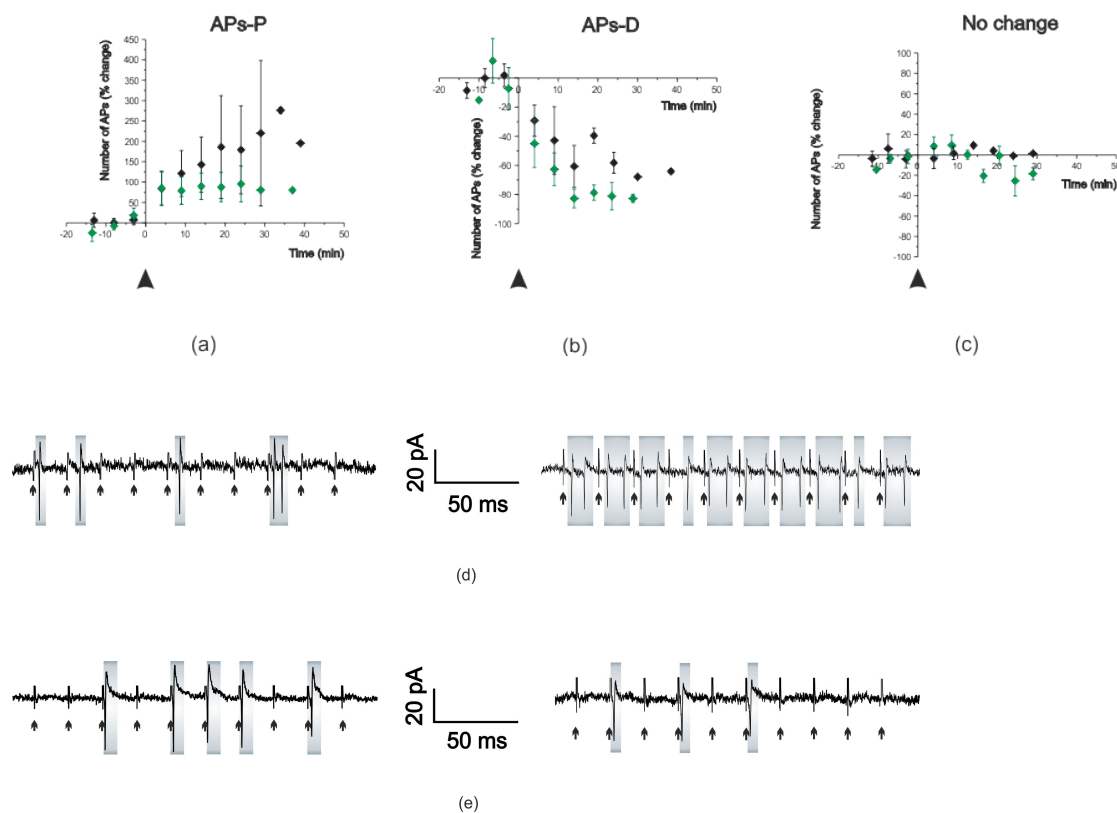 APs-P
Number of APs (% change)
450
400
350
300
250
200
150
100
50
0
-20 -10 0 10 20 30 40 50
Time (min)
(a)
APs-D
-20 -10 0 10 20 30 40 50
Time (min)
Number of APs (% change)
-20
-40
-60
-80
-100
(b)
No change
Number of APs (% change)
100
80
60
40
20
0
-20
-40
-60
-80
-100
-20 -10 0 10 20 30 40 50
Time (min)
(c)
20 pA
50 ms
(d)
20 pA
50 ms
(e)